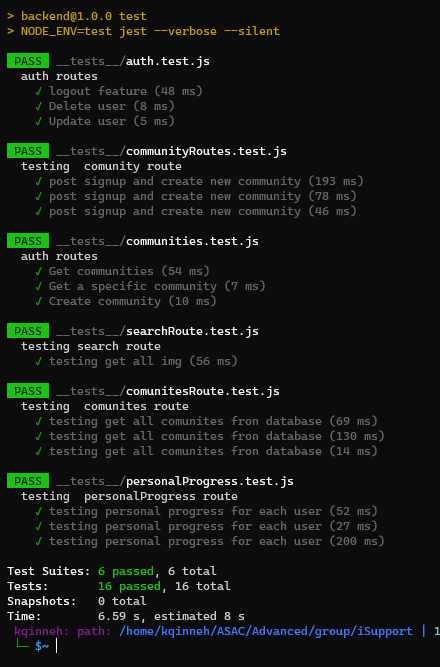 > backend@1.0.0 test
> NODE_ENV=test jest --verbose --silent
PASS __tests__/auth.test.js
auth routes
✓ logout feature (48 ms)
✓ Delete user (8 ms)
✓ Update user (5 ms)
PASS __tests__/communityRoutes.test.js
testing  comunity route
✓ post signup and create new community (193 ms)
✓ post signup and create new community (78 ms)
✓ post signup and create new community (46 ms)
PASS __tests__/communities.test.js
auth routes
✓ Get communities (54 ms)
✓ Get a specific community (7 ms)
✓ Create community (10 ms)
PASS __tests__/searchRoute.test.js
testing search route
✓ testing get all img (56 ms)
PASS __tests__/comunitesRoute.test.js
testing  comunites route
✓ testing get all comunites fron database (69 ms)
✓ testing get all comunites fron database (130 ms)
✓ testing get all comunites fron database (14 ms)
PASS __tests__/personalProgress.test.js
testing  personalProgress route
✓ testing personal progress for each user (52 ms)
✓ testing personal progress for each user (27 ms)
✓ testing personal progress for each user (200 ms)
Test Suites: 6 passed, 6 total
Tests:       16 passed, 16 total
Snapshots:   0 total
Time:        6.59 s, estimated 8 s
kqinneh: path: /home/kqinneh/ASAC/Advanced/group/iSupport | 1
└─ $~